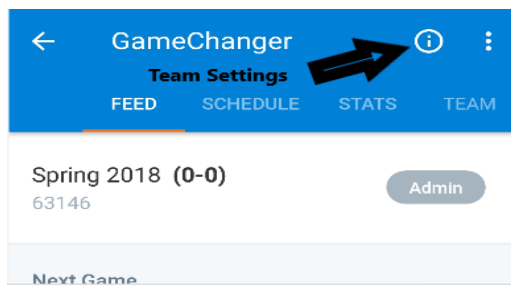 GameChanger
Team Settings
FEED SCHEDULE STATS TEAM
Spring 2018 (0-0)
63146
Admin
Next Game